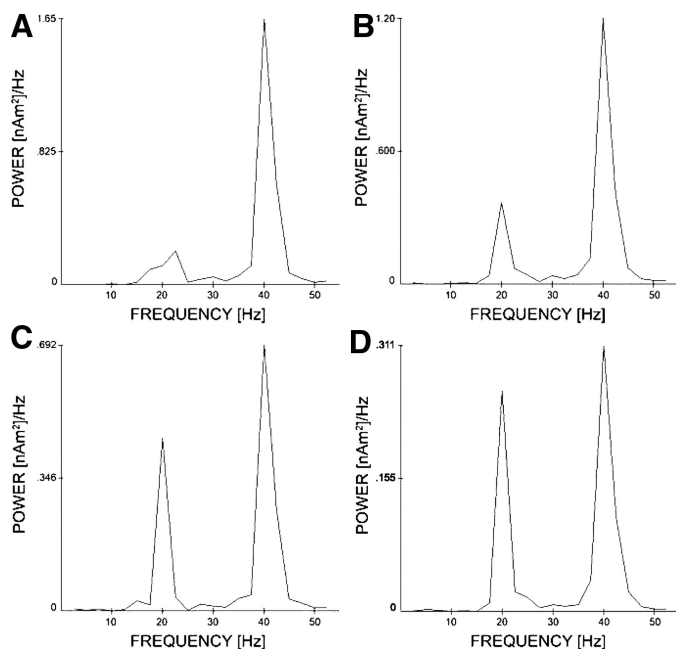 A
1.65
.825
0
POWER [nAm²]/Hz
10 20 30 40 50
FREQUENCY [Hz]
B
1.20
.600
0
POWER [nAm²]/Hz
10 20 30 40 50
FREQUENCY [Hz]
C
.692
.346
0
POWER [nAm²]/Hz
10 20 30 40 50
FREQUENCY [Hz]
D
.311
.155
0
POWER [nAm²]/Hz
10 20 30 40 50
FREQUENCY [Hz]